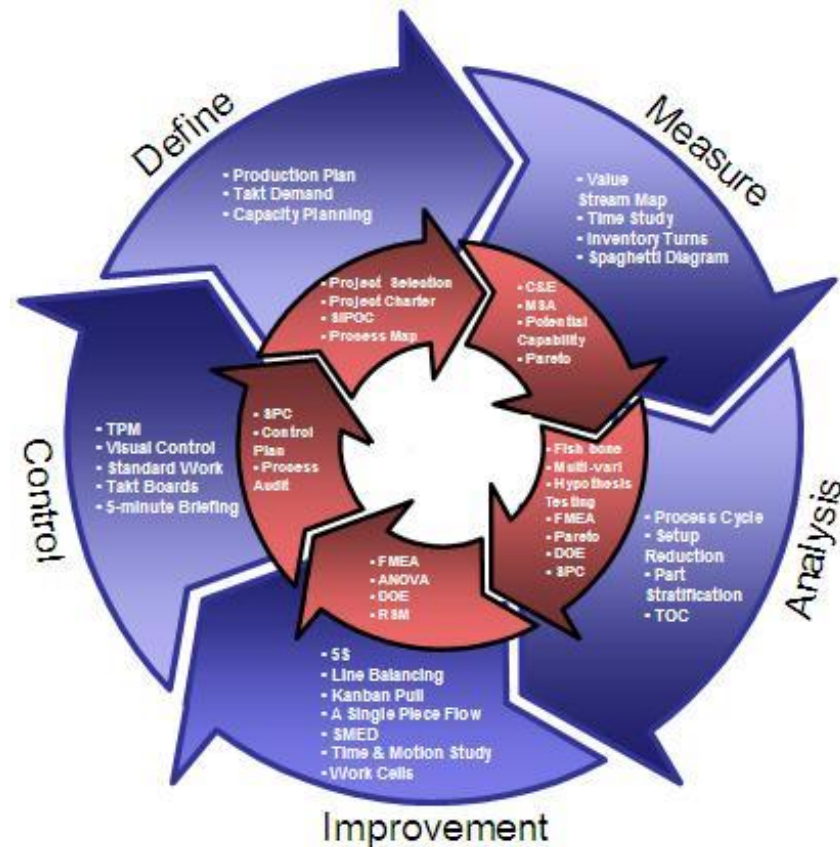 Define
- Production Plan
- Takt Demand
- Capacity Planning
Measure
- Value
Stream Map
- Time Study
- Inventory Turns
- Spaghetti Diagram
- Project Selection
- Project Charter
- SIPOC
- Process Map
- C&E
- MSA
- Potential
Capability
- Pareto
Control
- TPM
- Visual Control
- Standard Work
- Takt Boards
- 5-minute Briefing
- SPC
- Control
Plan
- Process
Audit
- Fish bone
- Multi-vari
- Hypothesis
Testing
- FMEA
- Pareto
- DOE
- SPC
Analysis
- Process Cycle
- Setup
Reduction
- Part
Stratification
- TOC
- FMEA
- ANOVA
- DOE
- RSM
- 5S
- Line Balancing
- Kanban Pull
- A Single Piece Flow
- SMED
- Time & Motion Study
- Work Cells
Improvement